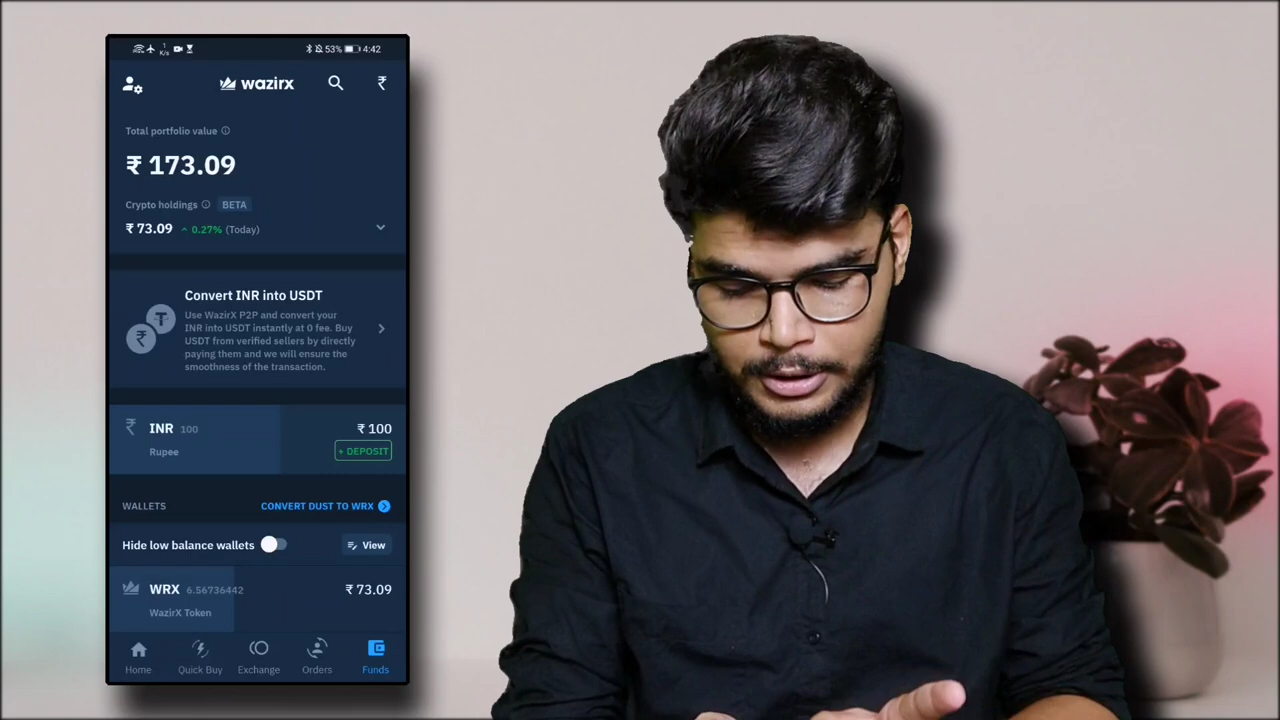 1
K/s
53% 4:42
wazirx ₹
Total portfolio value
₹ 173.09
Crypto holdings BETA
₹ 73.09 0.27% (Today)
Convert INR into USDT
Use WazirX P2P and convert your
INR into USDT instantly at 0 fee. Buy
USDT from verified sellers by directly
paying them and we will ensure the
smoothness of the transaction.
INR 100 ₹ 100
Rupee + DEPOSIT
WALLETS CONVERT DUST TO WRX
Hide low balance wallets View
WRX 6.56736442 ₹ 73.09
WazirX Token
Home Quick Buy Exchange Orders Funds